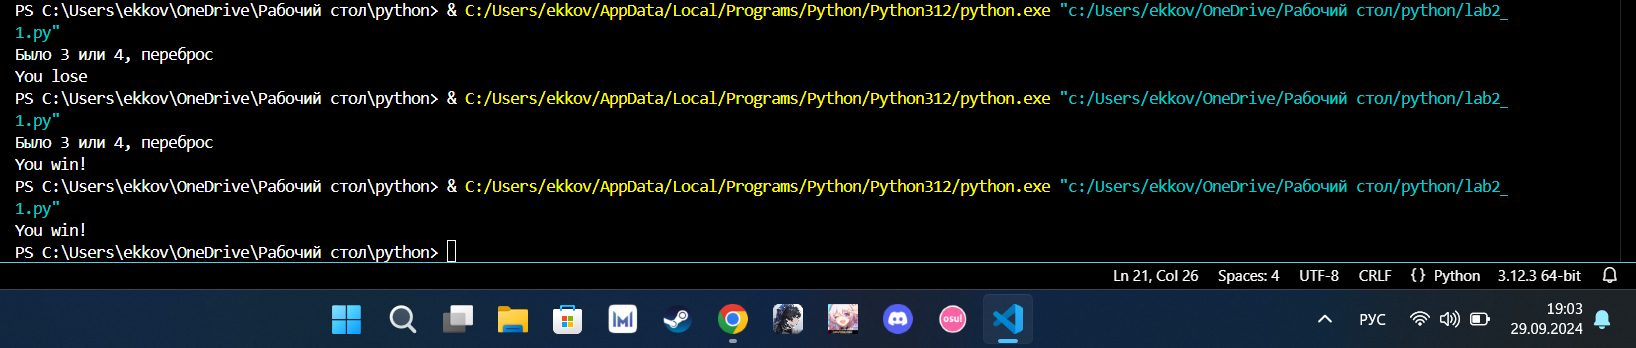 PS C:\Users\ekkov\OneDrive\Рабочий стол\python> & C:/Users/ekkov/AppData/Local/Programs/Python/Python312/python.exe "c:/Users/ekkov/OneDrive/Рабочий стол/python/lab2_
1.py"
Было 3 или 4, переброс
You lose
PS C:\Users\ekkov\OneDrive\Рабочий стол\python> & C:/Users/ekkov/AppData/Local/Programs/Python/Python312/python.exe "c:/Users/ekkov/OneDrive/Рабочий стол/python/lab2_
1.py"
Было 3 или 4, переброс
You win!
PS C:\Users\ekkov\OneDrive\Рабочий стол\python> & C:/Users/ekkov/AppData/Local/Programs/Python/Python312/python.exe "c:/Users/ekkov/OneDrive/Рабочий стол/python/lab2_
1.py"
You win!
PS C:\Users\ekkov\OneDrive\Рабочий стол\python>
Ln 21, Col 26 Spaces: 4 UTF-8 CRLF {} Python 3.12.3 64-bit
osu!
РУС
19:03
29.09.2024